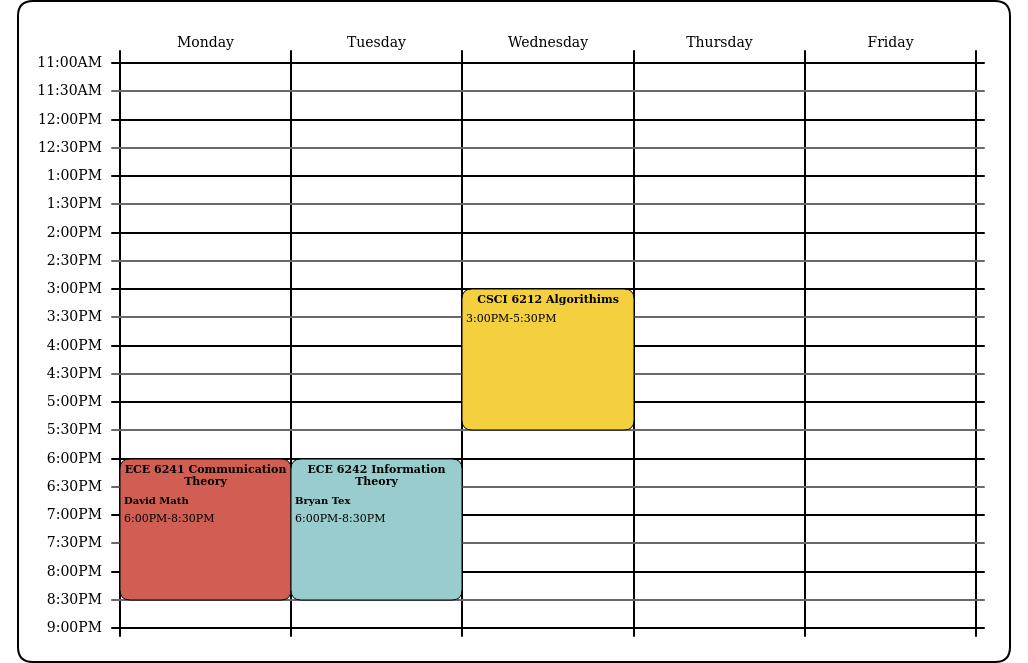 Monday Tuesday Wednesday Thursday Friday
11:00AM
11:30AM
12:00PM
12:30PM
1:00PM
1:30PM
2:00PM
2:30PM
3:00PM
CSCI 6212 Algorithims
3:30PM
3:00PM-5:30PM
4:00PM
4:30PM
5:00PM
5:30PM
6:00PM
ECE 6241 Communication
Theory
David Math
6:00PM-8:30PM
ECE 6242 Information
Theory
Bryan Tex
6:00PM-8:30PM
6:30PM
7:00PM
7:30PM
8:00PM
8:30PM
9:00PM